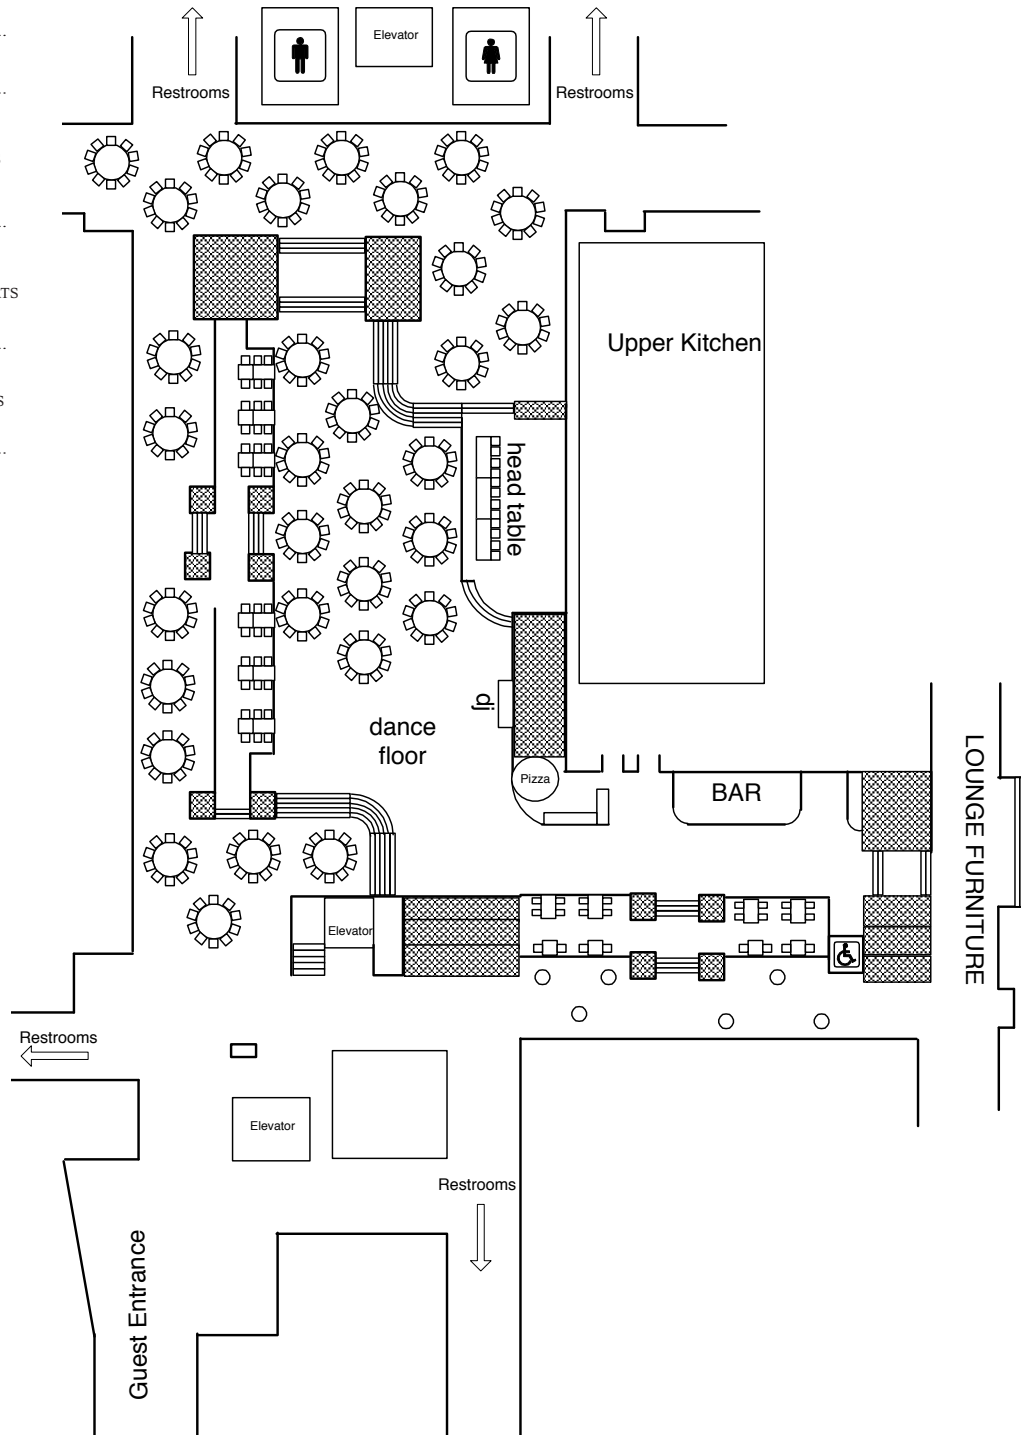 Elevator
Restrooms
Restrooms
TS
S
Upper Kitchen
head table
dj
dance
floor
Pizza
BAR
LOUNGE FURNITURE
Elevator
Restrooms
Elevator
Restrooms
Guest Entrance